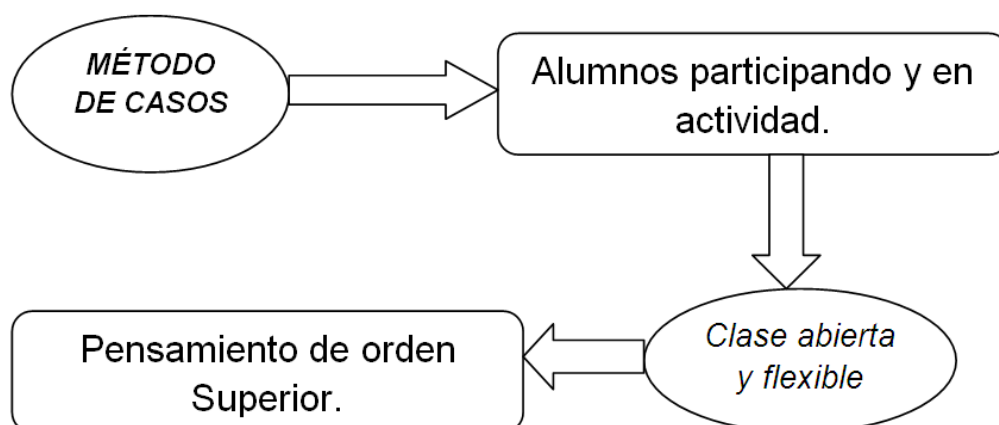 MÉTODO
DE CASOS
Alumnos participando y en
actividad.
Clase abierta
y flexible
Pensamiento de orden
Superior.